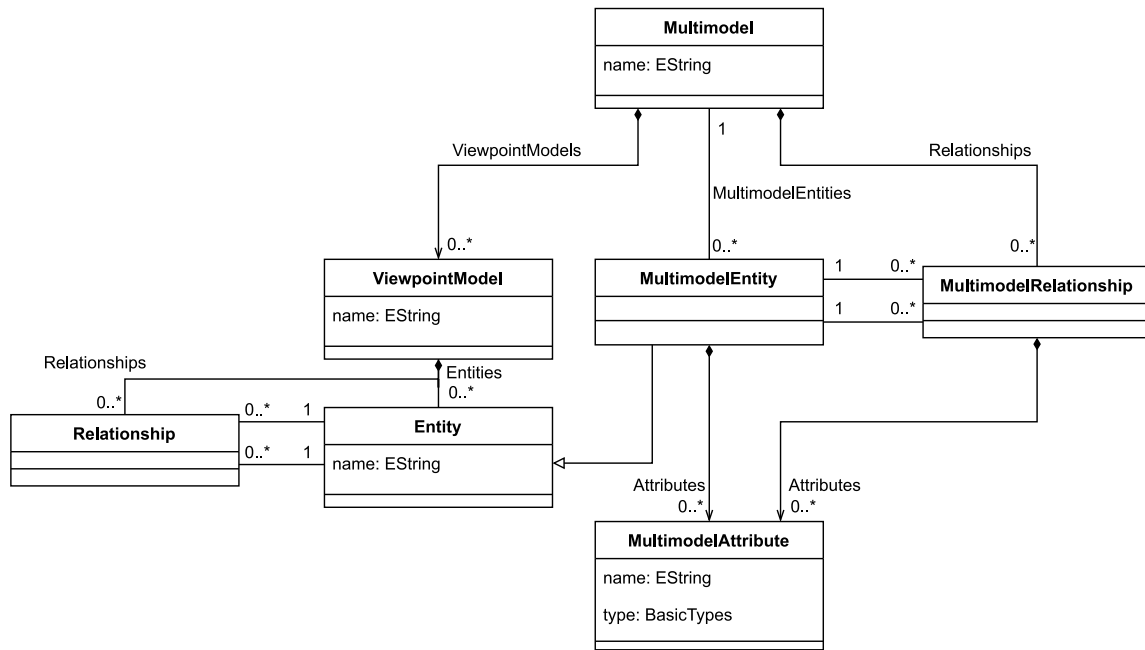 Multimodel
name: EString
1
ViewpointModels
Relationships
MultimodelEntities
0..*
0..*
0..*
ViewpointModel
name: EString
MultimodelEntity
1
0..*
1
0..*
MultimodelRelationship
Relationships
Entities
0..*
0..*
Relationship
0..*
1
0..*
1
Entity
name: EString
Attributes
0..*
Attributes
0..*
MultimodelAttribute
name: EString
type: BasicTypes